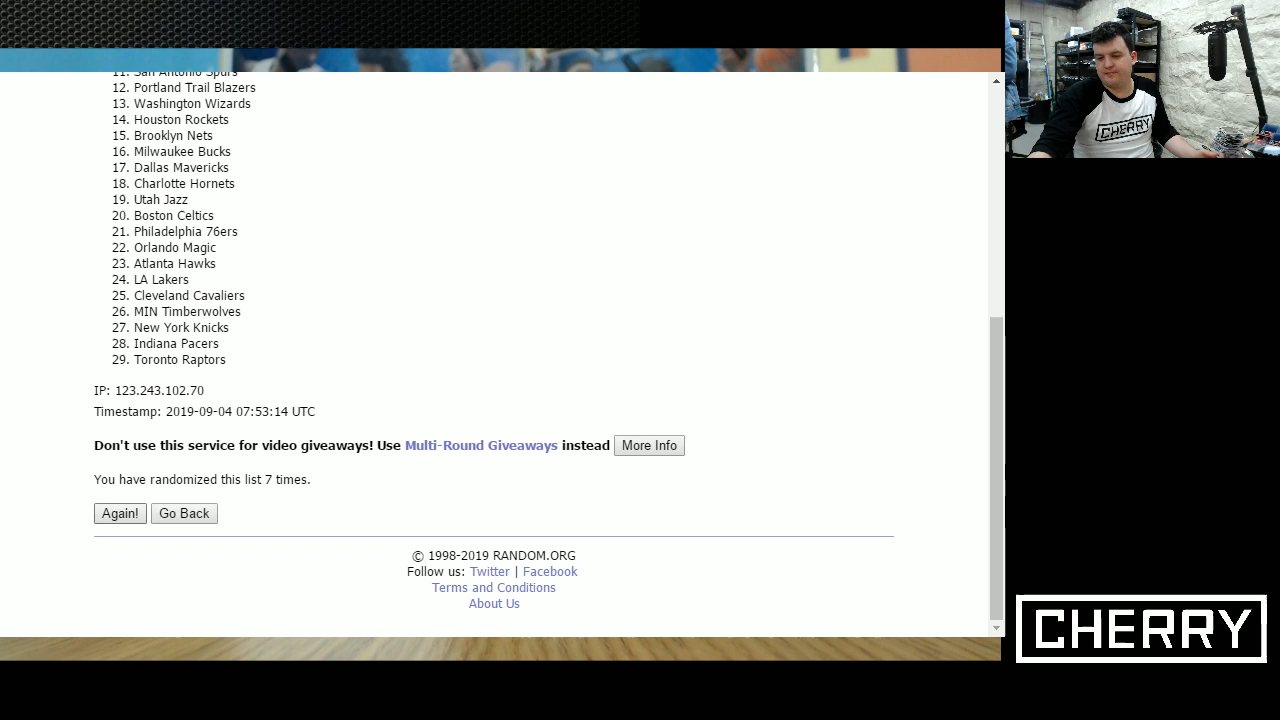 11. San Antonio Spurs
12. Portland Trail Blazers
13. Washington Wizards
14. Houston Rockets
15. Brooklyn Nets
16. Milwaukee Bucks
17. Dallas Mavericks
18. Charlotte Hornets
19. Utah Jazz
20. Boston Celtics
21. Philadelphia 76ers
22. Orlando Magic
23. Atlanta Hawks
24. LA Lakers
25. Cleveland Cavaliers
26. MIN Timberwolves
27. New York Knicks
28. Indiana Pacers
29. Toronto Raptors
IP: 123.243.102.70
Timestamp: 2019-09-04 07:53:14 UTC
Don't use this service for video giveaways! Use Multi-Round Giveaways instead More Info
You have randomized this list 7 times.
Again! Go Back
© 1998-2019 RANDOM.ORG
Follow us: Twitter | Facebook
Terms and Conditions
About Us
CHERRY
CHERRY